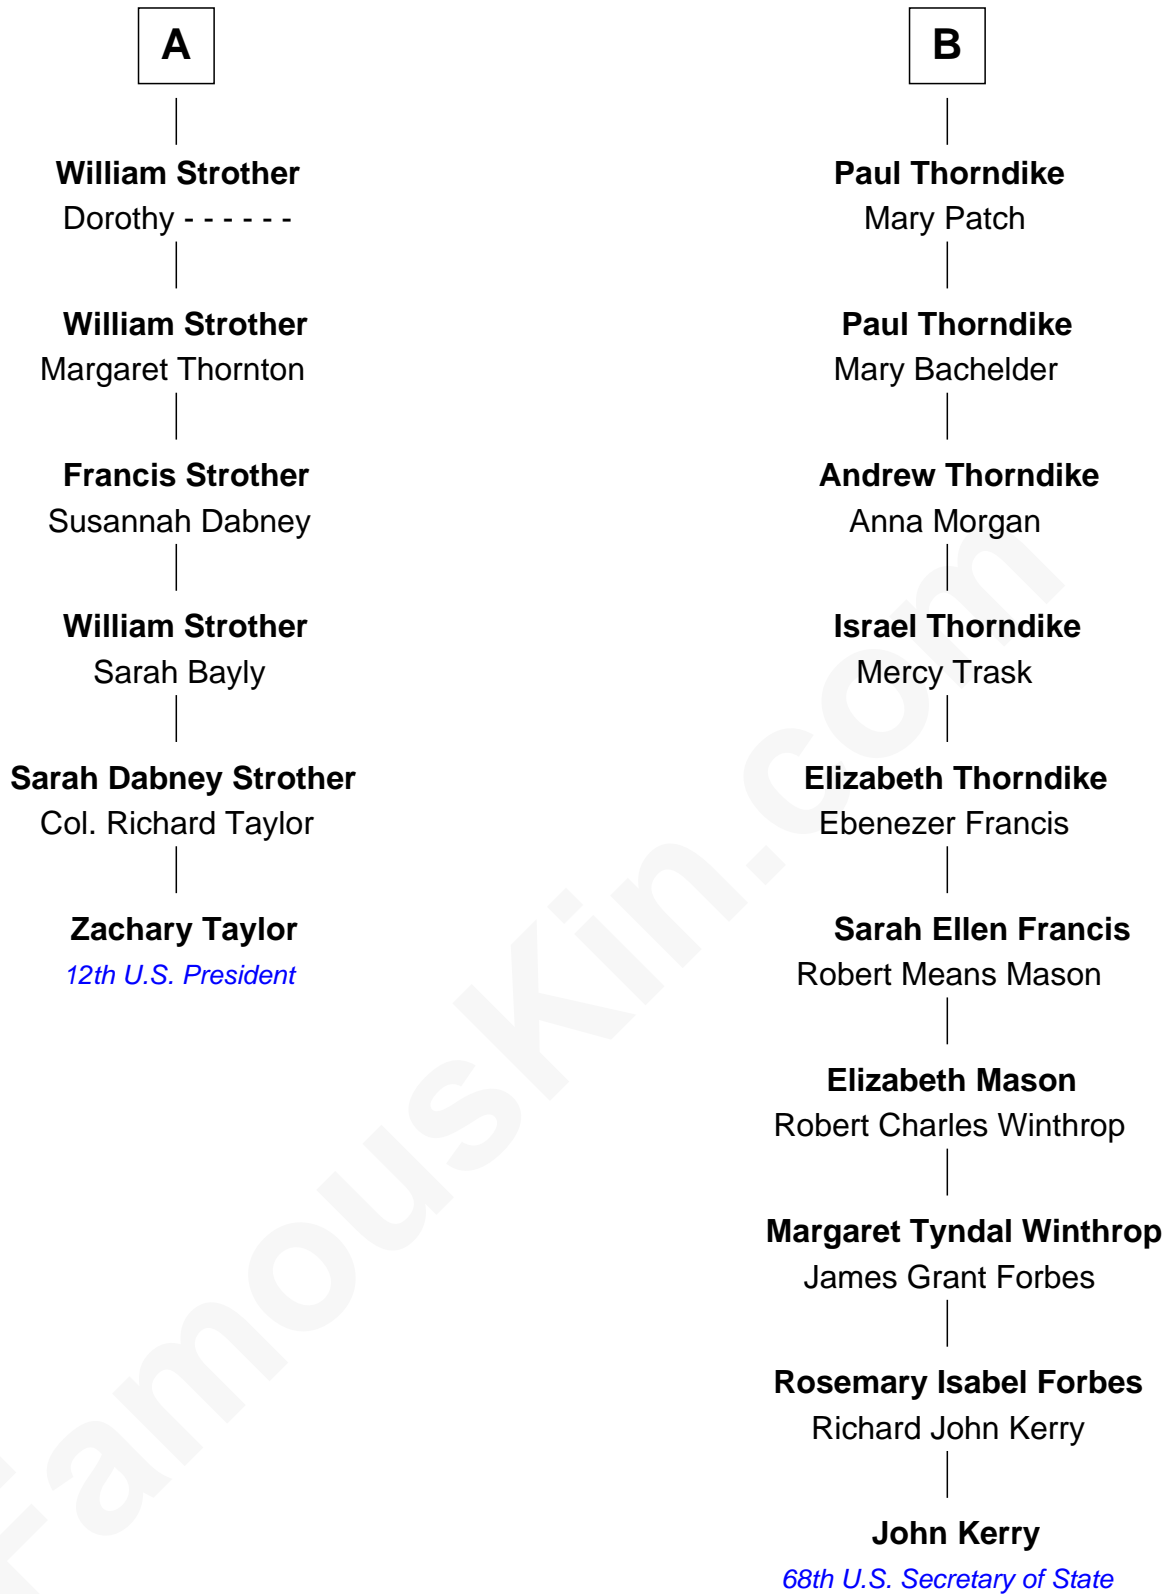 A
William Strother
Dorothy - - - - - -
William Strother
Margaret Thornton
Francis Strother
Susannah Dabney
William Strother
Sarah Bayly
Sarah Dabney Strother
Col. Richard Taylor
Zachary Taylor
12th U.S. President
B
Paul Thorndike
Mary Patch
Paul Thorndike
Mary Bachelder
Andrew Thorndike
Anna Morgan
Israel Thorndike
Mercy Trask
Elizabeth Thorndike
Ebenezer Francis
Sarah Ellen Francis
Robert Means Mason
Elizabeth Mason
Robert Charles Winthrop
Margaret Tyndal Winthrop
James Grant Forbes
Rosemary Isabel Forbes
Richard John Kerry
John Kerry
68th U.S. Secretary of State
FamousKin.com